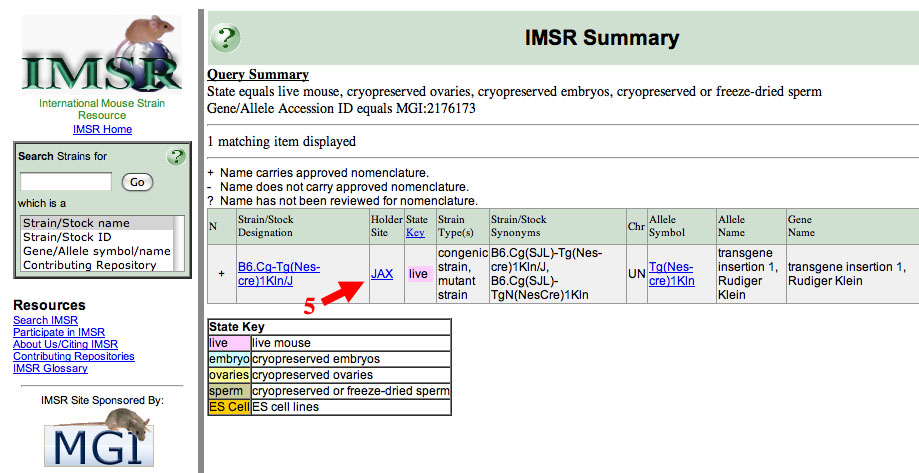 IMSR
International Mouse Strain
Resource
IMSR Home
Search Strains for
Go
which is a
Strain/Stock name
Strain/Stock ID
Gene/Allele symbol/name
Contributing Repository
Resources
Search IMSR
Participate in IMSR
About Us/Citing IMSR
Contributing Repositories
IMSR Glossary
IMSR Site Sponsored By:
MGI
?
IMSR Summary
Query Summary
State equals live mouse, cryopreserved ovaries, cryopreserved embryos, cryopreserved or freeze-dried sperm
Gene/Allele Accession ID equals MGI:2176173
1 matching item displayed
+ Name carries approved nomenclature.
- Name does not carry approved nomenclature.
? Name has not been reviewed for nomenclature.
N Strain/Stock Designation Holder Site State Key Strain Type(s) Strain/Stock Synonyms Chr Allele Symbol Allele Name Gene Name
+ B6.Cg-Tg(Nes-cre)1Kln/J JAX live congenic strain, mutant strain B6.Cg(SJL)-Tg(Nes-cre)1Kln/J, B6.Cg(SJL)-TgN(NesCre)1Kln UN Tg(Nes-cre)1Kln transgene insertion 1, Rudiger Klein transgene insertion 1, Rudiger Klein
5
State Key
live live mouse
embryo cryopreserved embryos
ovaries cryopreserved ovaries
sperm cryopreserved or freeze-dried sperm
ES Cell ES cell lines